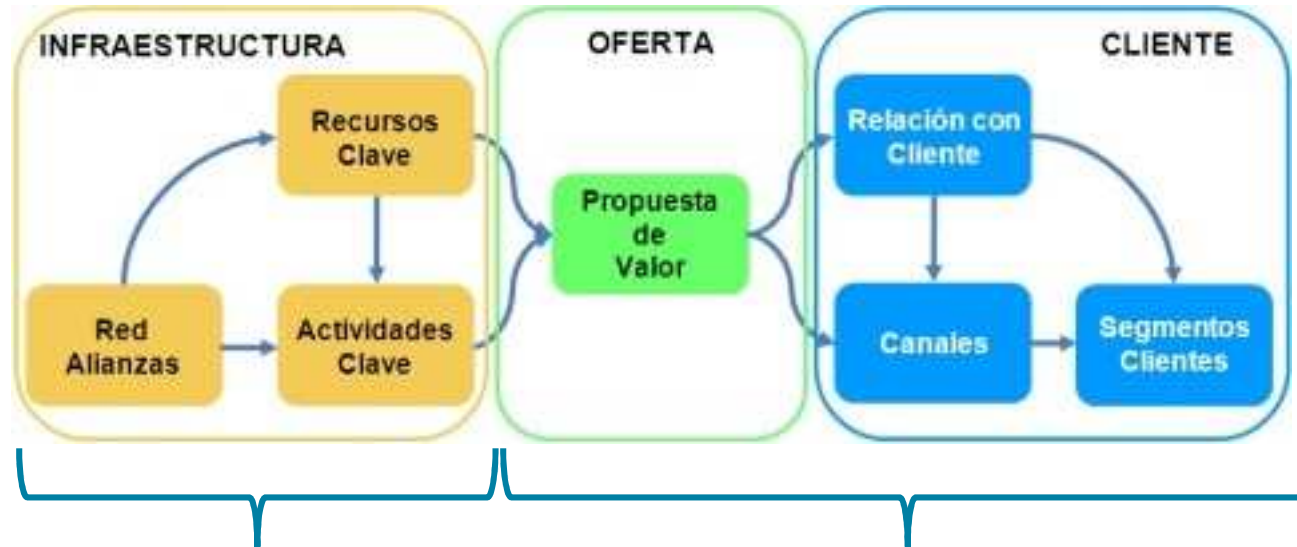 INFRAESTRUCTURA
Recursos
Clave
Red
Alianzas
Actividades
Clave
OFERTA
Propuesta
de
Valor
CLIENTE
Relación con
Cliente
Canales
Segmentos
Clientes